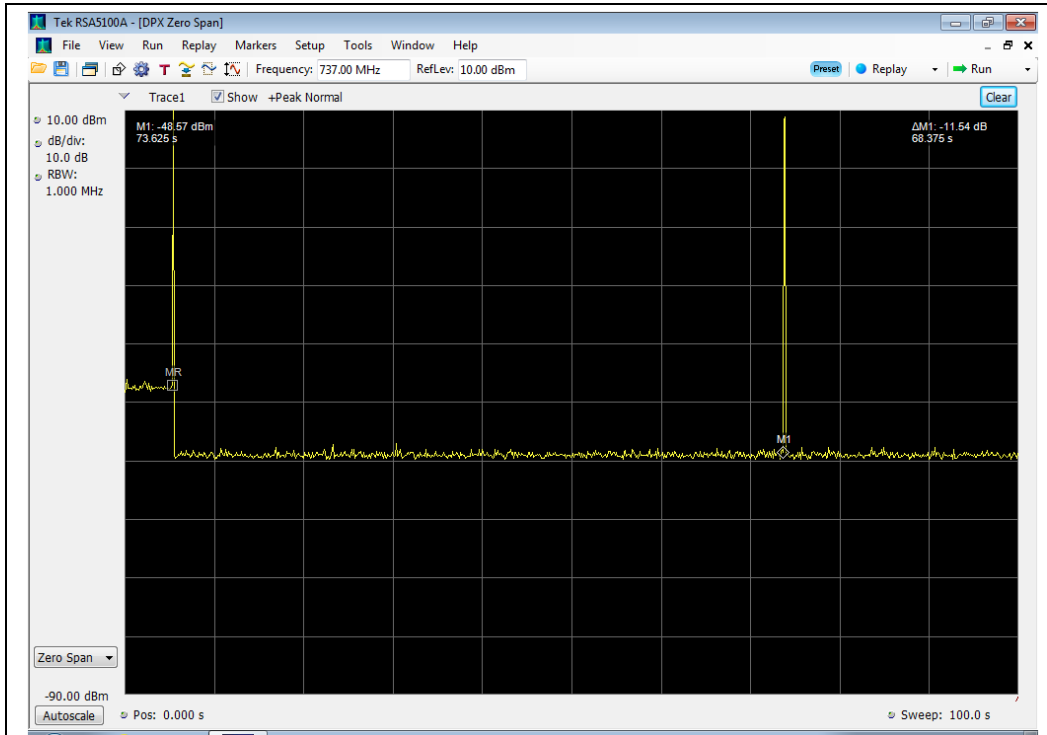 Tek RSA5100A - [DPX Zero Span]
File View Run Replay Markers Setup Tools Window Help
T Frequency: 737.00 MHz RefLev: 10.00 dBm Preset Replay Run
Trace1 Show +Peak Normal Clear
10.00 dBm
dB/div:
10.0 dB
RBW:
1.000 MHz
M1: -48.57 dBm
73.625 s
ΔM1: -11.54 dB
68.375 s
MR
M1
Zero Span
-90.00 dBm
Autoscale Pos: 0.000 s Sweep: 100.0 s